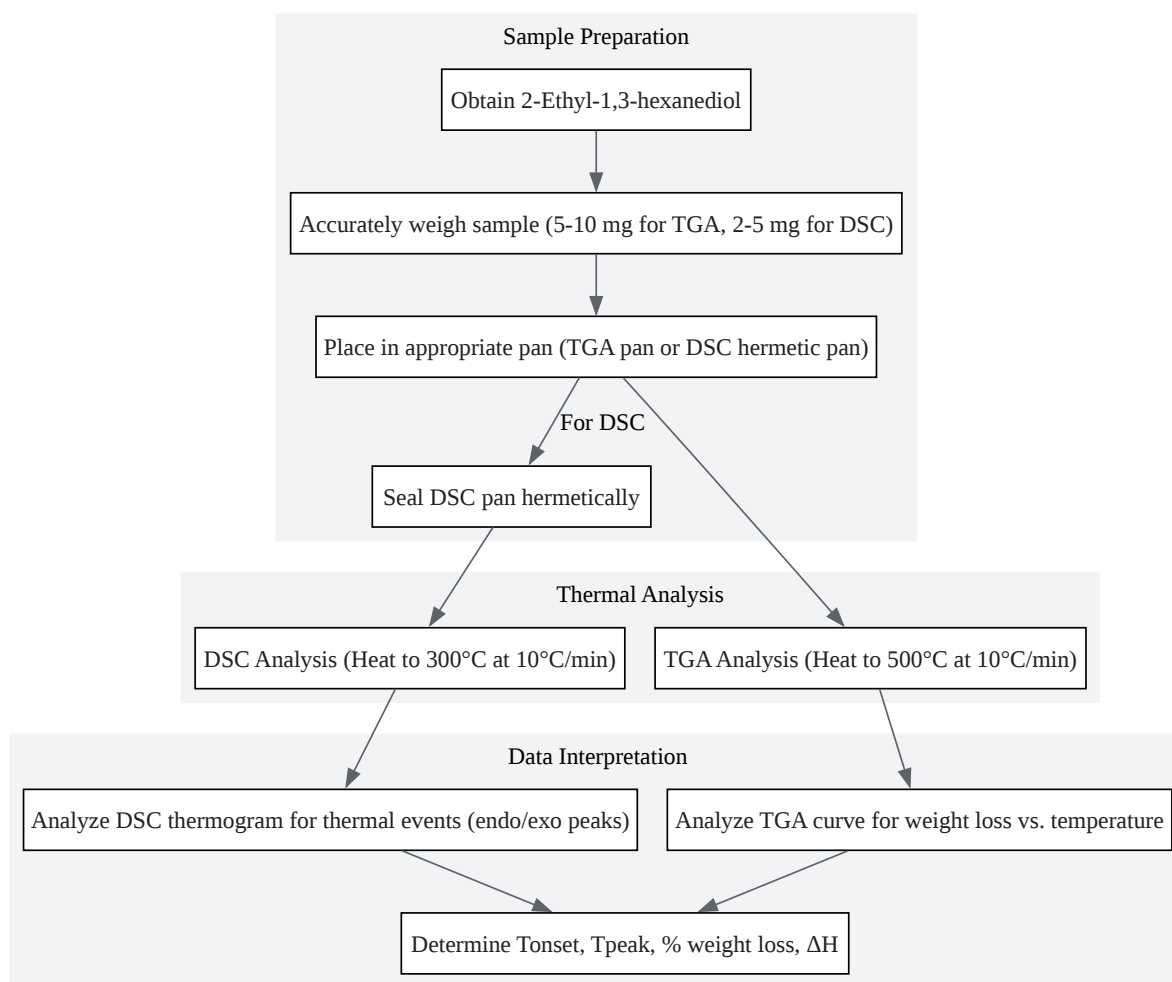 Sample Preparation
Obtain 2-Ethyl-1,3-hexanediol
Accurately weigh sample (5-10 mg for TGA, 2-5 mg for DSC)
Place in appropriate pan (TGA pan or DSC hermetic pan)
For DSC
Seal DSC pan hermetically
Thermal Analysis
DSC Analysis (Heat to 300°C at 10°C/min)
TGA Analysis (Heat to 500°C at 10°C/min)
Data Interpretation
Analyze DSC thermogram for thermal events (endo/exo peaks)
Analyze TGA curve for weight loss vs. temperature
Determine Tonset, Tpeak, % weight loss, ΔH